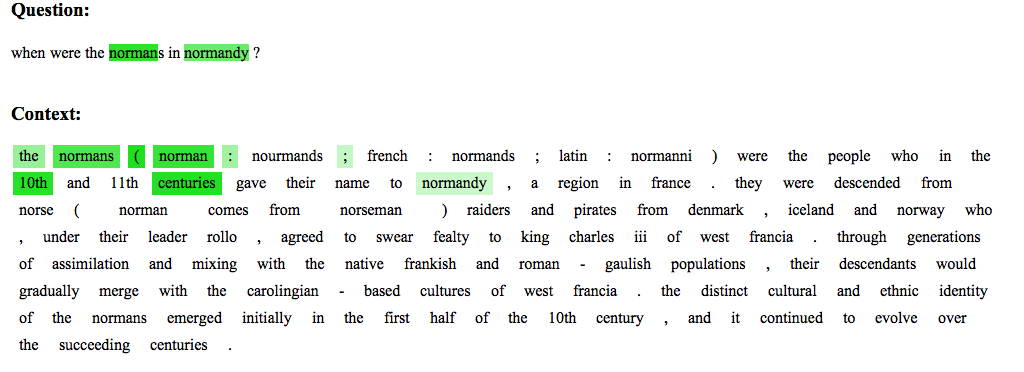 Question:
when were the normans in normandy ?
Context:
the normans ( norman : nourmands ; french : normands ; latin : normanni ) were the people who in the
10th and 11th centuries gave their name to normandy , a region in france . they were descended from
norse ( norman comes from norseman ) raiders and pirates from denmark , iceland and norway who
, under their leader rollo , agreed to swear fealty to king charles iii of west francia . through generations
of assimilation and mixing with the native frankish and roman - gaulish populations , their descendants would
gradually merge with the carolingian - based cultures of west francia . the distinct cultural and ethnic identity
of the normans emerged initially in the first half of the 10th century , and it continued to evolve over
the succeeding centuries .